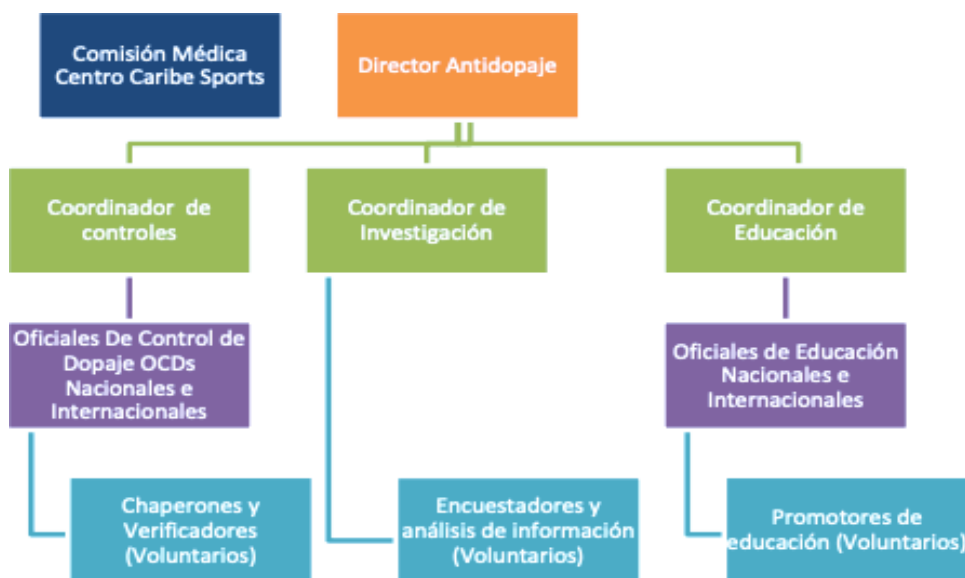 Comisión Médica
Centro Caribe Sports
Director Antidopaje
Coordinador de
controles
Coordinador de
Investigación
Coordinador de
Educación
Oficiales De Control de
Dopaje OCDs
Nacionales e
Internacionales
Oficiales de Educación
Nacionales e
Internacionales
Chaperones y
Verificadores
(Voluntarios)
Encuestadores y
análisis de información
(Voluntarios)
Promotores de
educación (Voluntarios)